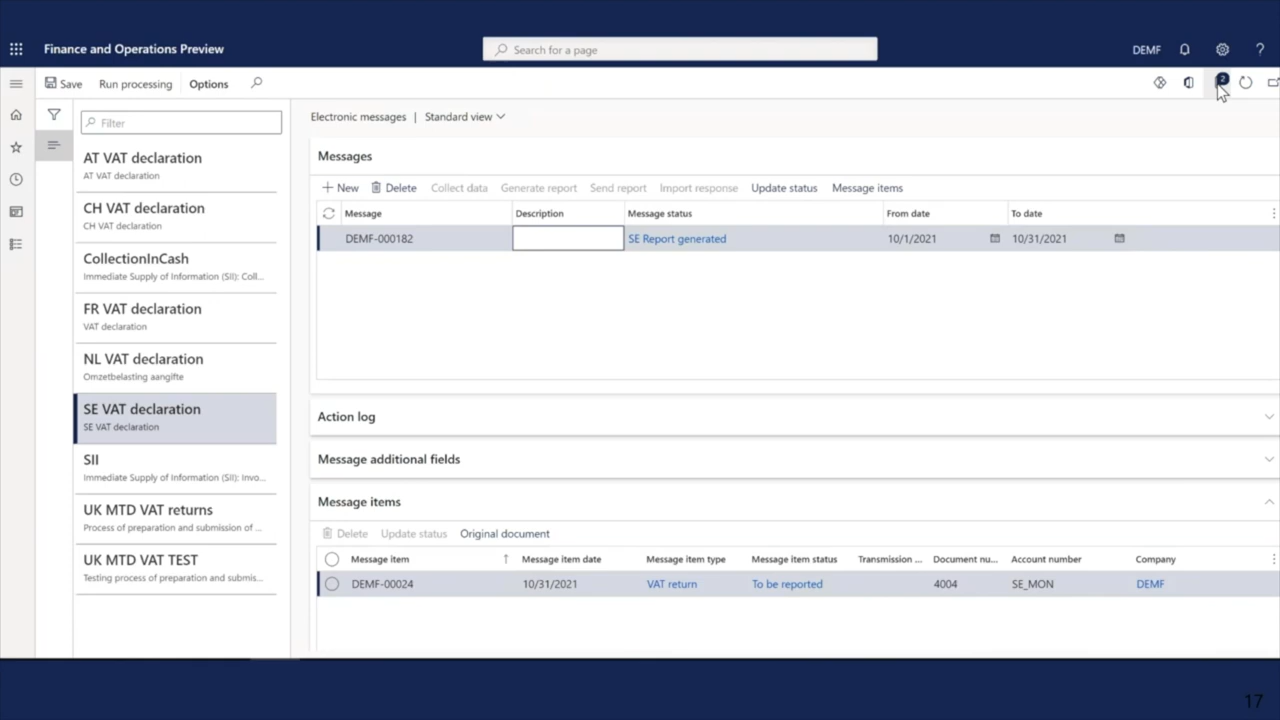 Finance and Operations Preview
Search for a page
DEMF
?
Save Run processing Options
2
Filter
AT VAT declaration
AT VAT declaration
CH VAT declaration
CH VAT declaration
CollectionInCash
Immediate Supply of Information (SII): Coll...
FR VAT declaration
VAT declaration
NL VAT declaration
Omzetbelasting aangifte
SE VAT declaration
SE VAT declaration
SII
Immediate Supply of Information (SII): Invo...
UK MTD VAT returns
Process of preparation and submission of ...
UK MTD VAT TEST
Testing process of preparation and submis...
Electronic messages | Standard view
Messages
+ New Delete Collect data Generate report Send report Import response Update status Message items
Message Description Message status From date To date
DEMF-000182 SE Report generated 10/1/2021 10/31/2021
Action log
Message additional fields
Message items
Delete Update status Original document
Message item ↑ Message item date Message item type Message item status Transmission ... Document nu... Account number Company
DEMF-00024 10/31/2021 VAT return To be reported 4004 SE_MON DEMF
17